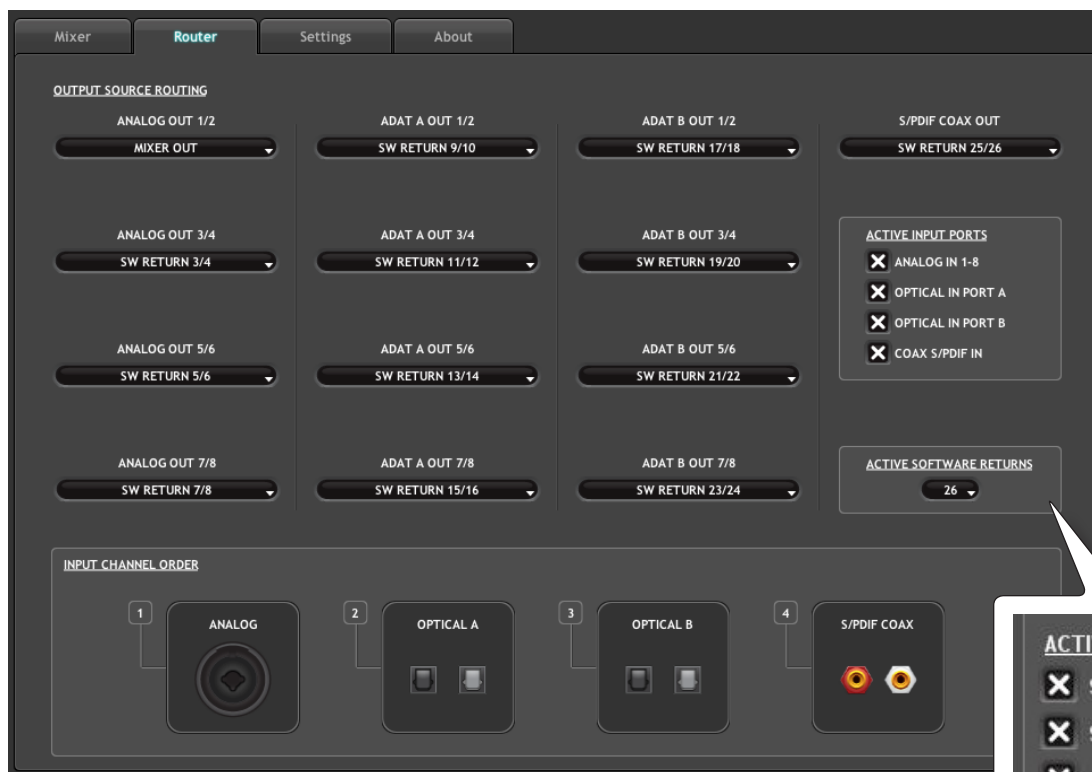 Mixer
Router
Settings
About
OUTPUT SOURCE ROUTING
ANALOG OUT 1/2
MIXER OUT
ADAT A OUT 1/2
SW RETURN 9/10
ADAT B OUT 1/2
SW RETURN 17/18
S/PDIF COAX OUT
SW RETURN 25/26
ANALOG OUT 3/4
SW RETURN 3/4
ADAT A OUT 3/4
SW RETURN 11/12
ADAT B OUT 3/4
SW RETURN 19/20
ACTIVE INPUT PORTS
ANALOG IN 1-8
OPTICAL IN PORT A
OPTICAL IN PORT B
COAX S/PDIF IN
ANALOG OUT 5/6
SW RETURN 5/6
ADAT A OUT 5/6
SW RETURN 13/14
ADAT B OUT 5/6
SW RETURN 21/22
ANALOG OUT 7/8
SW RETURN 7/8
ADAT A OUT 7/8
SW RETURN 15/16
ADAT B OUT 7/8
SW RETURN 23/24
ACTIVE SOFTWARE RETURNS
26
INPUT CHANNEL ORDER
1
ANALOG
2
OPTICAL A
3
OPTICAL B
4
S/PDIF COAX